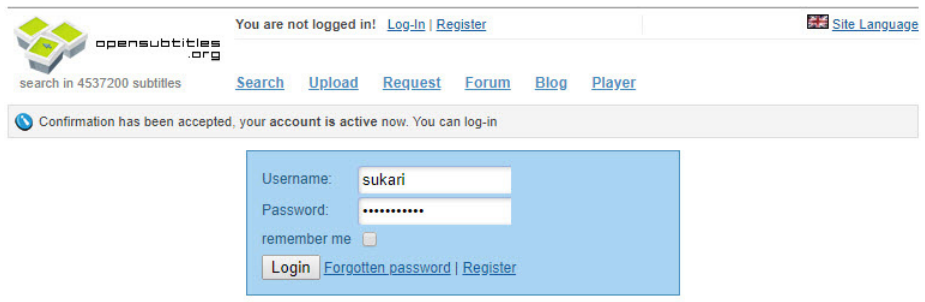 You are not logged in! Log-In | Register
Site Language
opensubtitles
.org
search in 4537200 subtitles
Search Upload Request Forum Blog Player
Confirmation has been accepted, your account is active now. You can log-in
Username: sukari
Password: •••••••••••
remember me
Login Forgotten password | Register